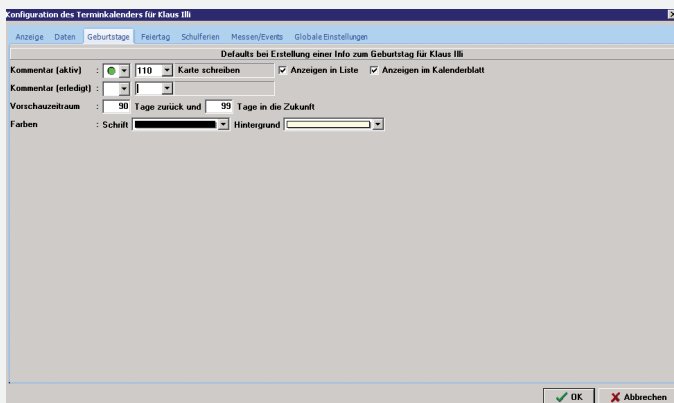 Konfiguration des Terminkalenders für Klaus Illi
Anzeige Daten Geburtstage Feiertag Schulferien Messen/Events Globale Einstellungen
Defaults bei Erstellung einer Info zum Geburtstag für Klaus Illi
Kommentar (aktiv) : 110 Karte schreiben Anzeigen in Liste Anzeigen im Kalenderblatt
Kommentar (erledigt) :
Vorschauzeitraum : 90 Tage zurück und 99 Tage in die Zukunft
Farben : Schrift Hintergrund
OK Abbrechen